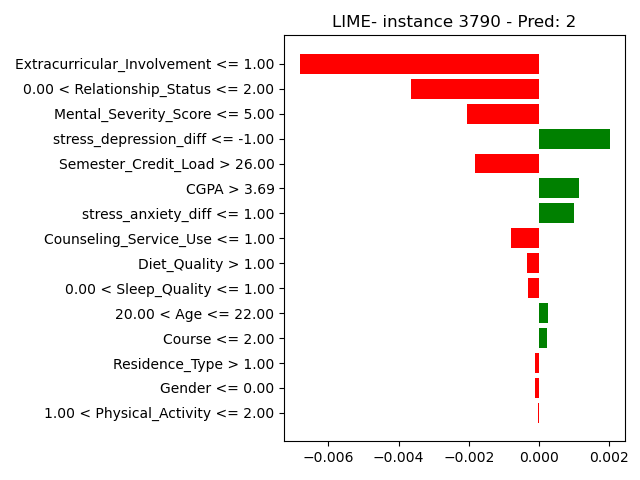 LIME- instance 3790 - Pred: 2
Extracurricular_Involvement <= 1.00
0.00 < Relationship_Status <= 2.00
Mental_Severity_Score <= 5.00
stress_depression_diff <= -1.00
Semester_Credit_Load > 26.00
CGPA > 3.69
stress_anxiety_diff <= 1.00
Counseling_Service_Use <= 1.00
Diet_Quality > 1.00
0.00 < Sleep_Quality <= 1.00
20.00 < Age <= 22.00
Course <= 2.00
Residence_Type > 1.00
Gender <= 0.00
1.00 < Physical_Activity <= 2.00
−0.006 −0.004 −0.002 0.000 0.002